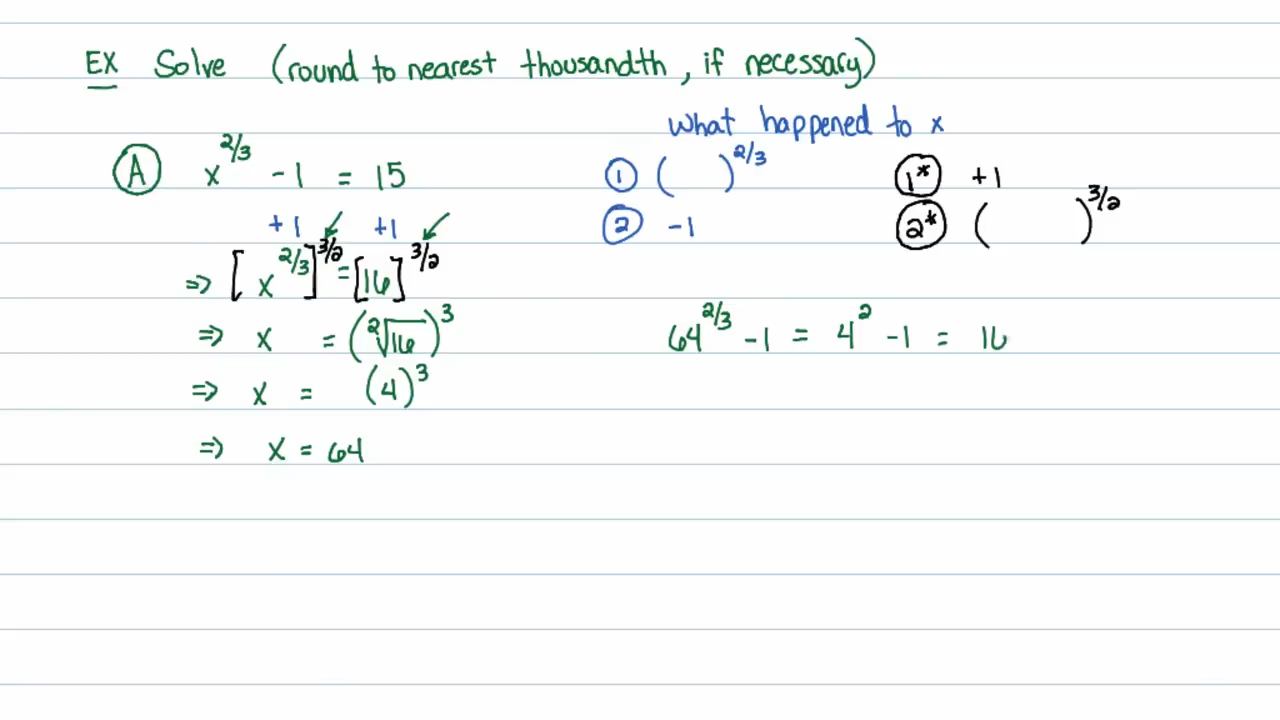 EX Solve (round to nearest thousandth, if necessary)
What happened to x
A x^{2/3} - 1 = 15
+1 +1
⇒ [x^{2/3}]^{3/2} = [16]^{3/2}
⇒ x = (²√16)^3
⇒ x = (4)^3
⇒ x = 64
① ( )^{2/3}
② -1
1* +1
2* ( )^{3/2}
64^{2/3} - 1 = 4^2 - 1 = 16